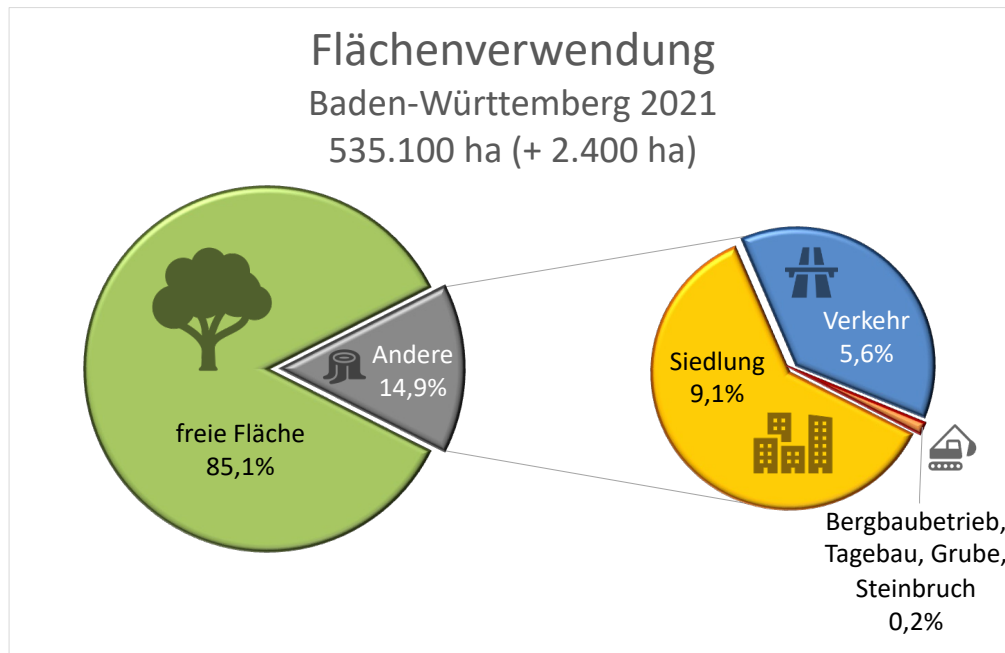 Flächenverwendung
Baden-Württemberg 2021
535.100 ha (+ 2.400 ha)
freie Fläche
85,1%
Andere
14,9%
Siedlung
9,1%
Verkehr
5,6%
Bergbaubetrieb,
Tagebau, Grube,
Steinbruch
0,2%